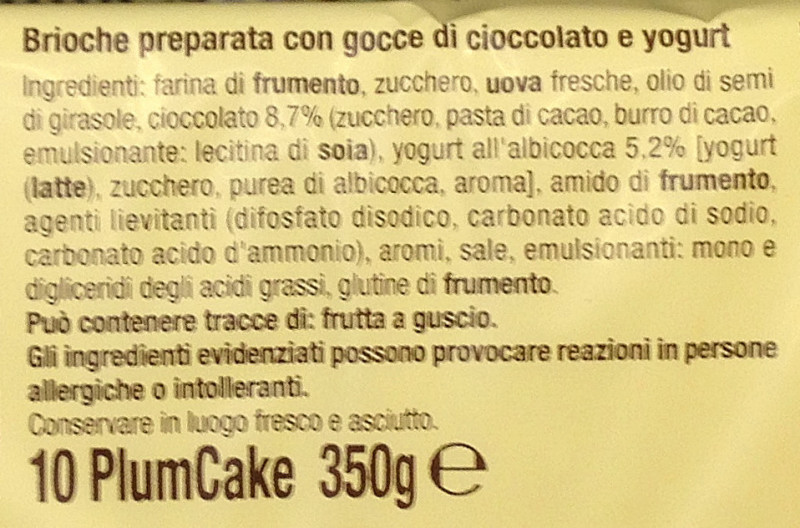 Brioche preparata con gocce di cioccolato e yogurt
Ingredienti: farina di frumento, zucchero, uova fresche, olio di semi
di girasole, cioccolato 8,7% (zucchero, pasta di cacao, burro di cacao,
emulsionante: lecitina di soia), yogurt all'albicocca 5,2% [yogurt
(latte), zucchero, purea di albicocca, aroma], amido di frumento,
agenti lievitanti (difosfato disodico, carbonato acido di sodio,
carbonato acido d'ammonio), aromi, sale, emulsionanti: mono e
digliceridi degli acidi grassi, glutine di frumento.
Può contenere tracce di: frutta a guscio.
Gli ingredienti evidenziati possono provocare reazioni in persone
allergiche o intolleranti.
Conservare in luogo fresco e asciutto.
10 PlumCake 350g ℮